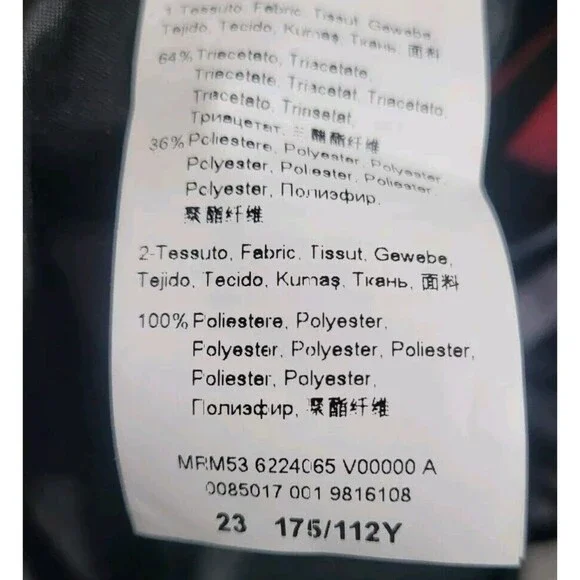 1 Tessuto, Fabric, Tissut, Gewebe,
Tejido, Tecido, Kumaş, Ткань, 面料
64% Triacetato, Triacetate,
Triacetate, Triacetat, Triacetato,
Triacetato, Trinsetat,
Триацетат, 三醋酯纤维
36% Poliestere, Polyester, Polyester,
Polyester, Poliester, Poliester,
Polyester, Полиэфир,
聚酯纤维
2-Tessuto, Fabric, Tissut, Gewebe,
Tejido, Tecido, Kumaş, Ткань, 面料
100% Poliestere, Polyester,
Polyester, Polyester, Poliester,
Poliester, Polyester,
Полиэфир, 聚酯纤维
MRM53 6224065 V00000 A
0085017 001 9816108
23 175/112Y